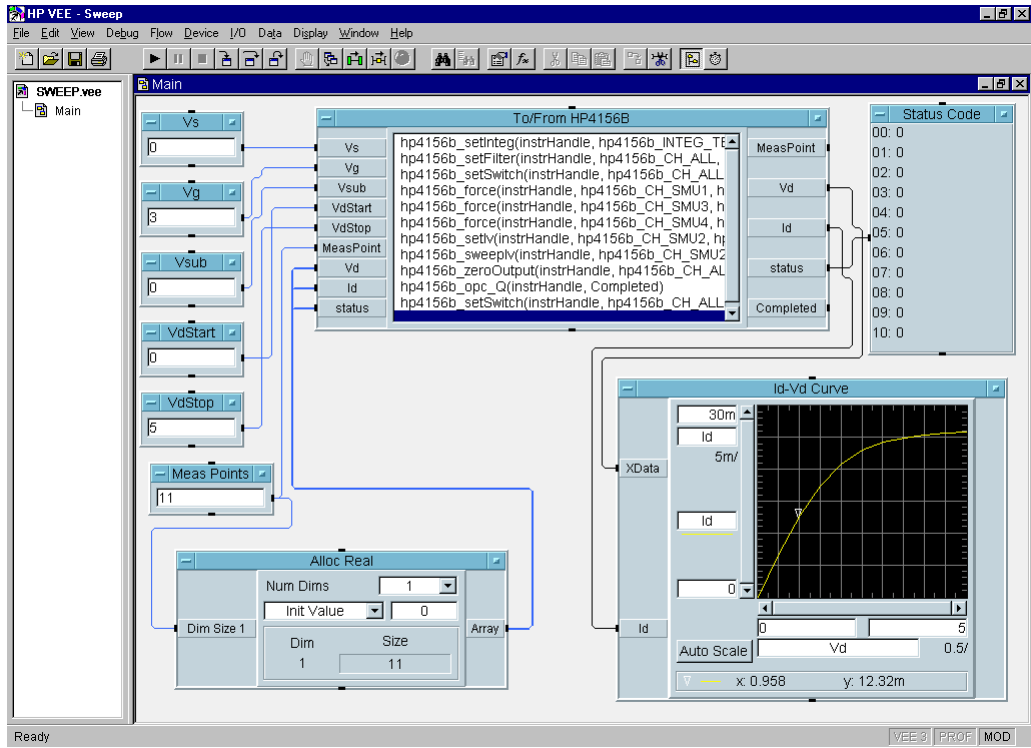 HP VEE - Sweep
File Edit View Debug Flow Device I/O Data Display Window Help
SWEEP.vee
Main
Main
Vs
0
Vg
3
Vsub
0
VdStart
0
VdStop
5
Meas Points
11
To/From HP4156B
Vs
Vg
Vsub
VdStart
VdStop
MeasPoint
Vd
Id
status
hp4156b_setInteg(instrHandle, hp4156b_INTEG_TE
hp4156b_setFilter(instrHandle, hp4156b_CH_ALL,
hp4156b_setSwitch(instrHandle, hp4156b_CH_ALL
hp4156b_force(instrHandle, hp4156b_CH_SMU1, h
hp4156b_force(instrHandle, hp4156b_CH_SMU3, h
hp4156b_force(instrHandle, hp4156b_CH_SMU4, h
hp4156b_setIv(instrHandle, hp4156b_CH_SMU2, hp
hp4156b_sweepIv(instrHandle, hp4156b_CH_SMU2
hp4156b_zeroOutput(instrHandle, hp4156b_CH_AL
hp4156b_opc_Q(instrHandle, Completed)
hp4156b_setSwitch(instrHandle, hp4156b_CH_ALL
MeasPoint
Vd
Id
status
Completed
Status Code
00: 0
01: 0
02: 0
03: 0
04: 0
05: 0
06: 0
07: 0
08: 0
09: 0
10: 0
Alloc Real
Num Dims 1
Init Value 0
Dim Size 1
Dim Size
1 11
Array
Id-Vd Curve
XData
Id
30m
Id
5m/
Id
0
0 5
Auto Scale Vd 0.5/
x: 0.958 y: 12.32m
Ready
VEE 3 PROF MOD